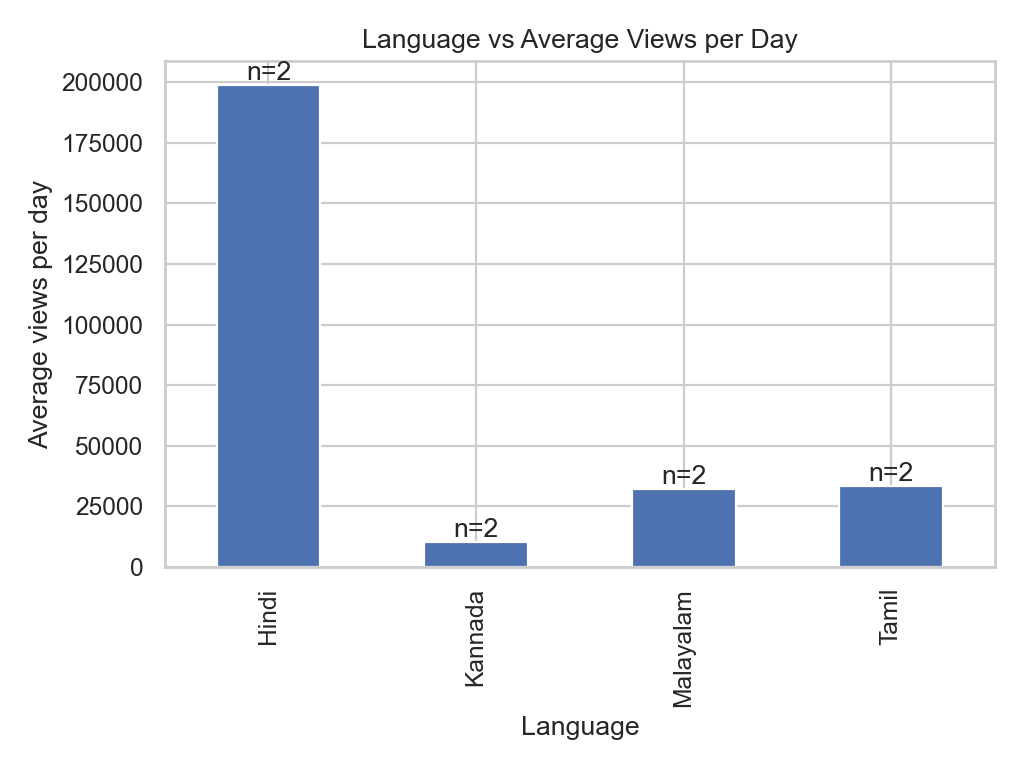 Language vs Average Views per Day
Average views per day
200000
175000
150000
125000
100000
75000
50000
25000
0
n=2
n=2
n=2
n=2
Hindi
Kannada
Malayalam
Tamil
Language